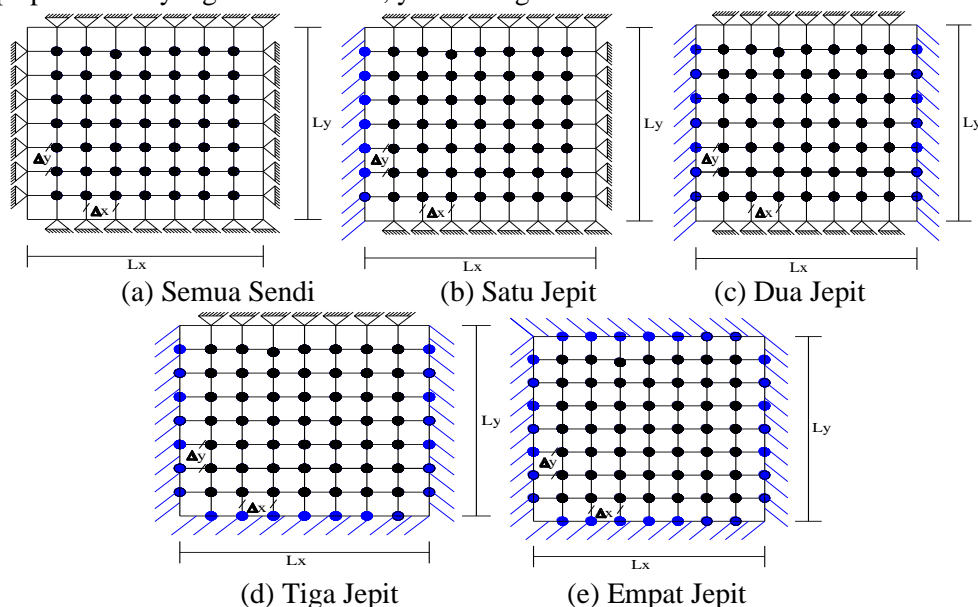 Δy
Δx
Ly
Lx
Δy
Δx
Ly
Lx
Δy
Δx
Ly
Lx
(a) Semua Sendi
(b) Satu Jepit
(c) Dua Jepit
Δy
Δx
Ly
Lx
Δy
Δx
Ly
Lx
(d) Tiga Jepit
(e) Empat Jepit